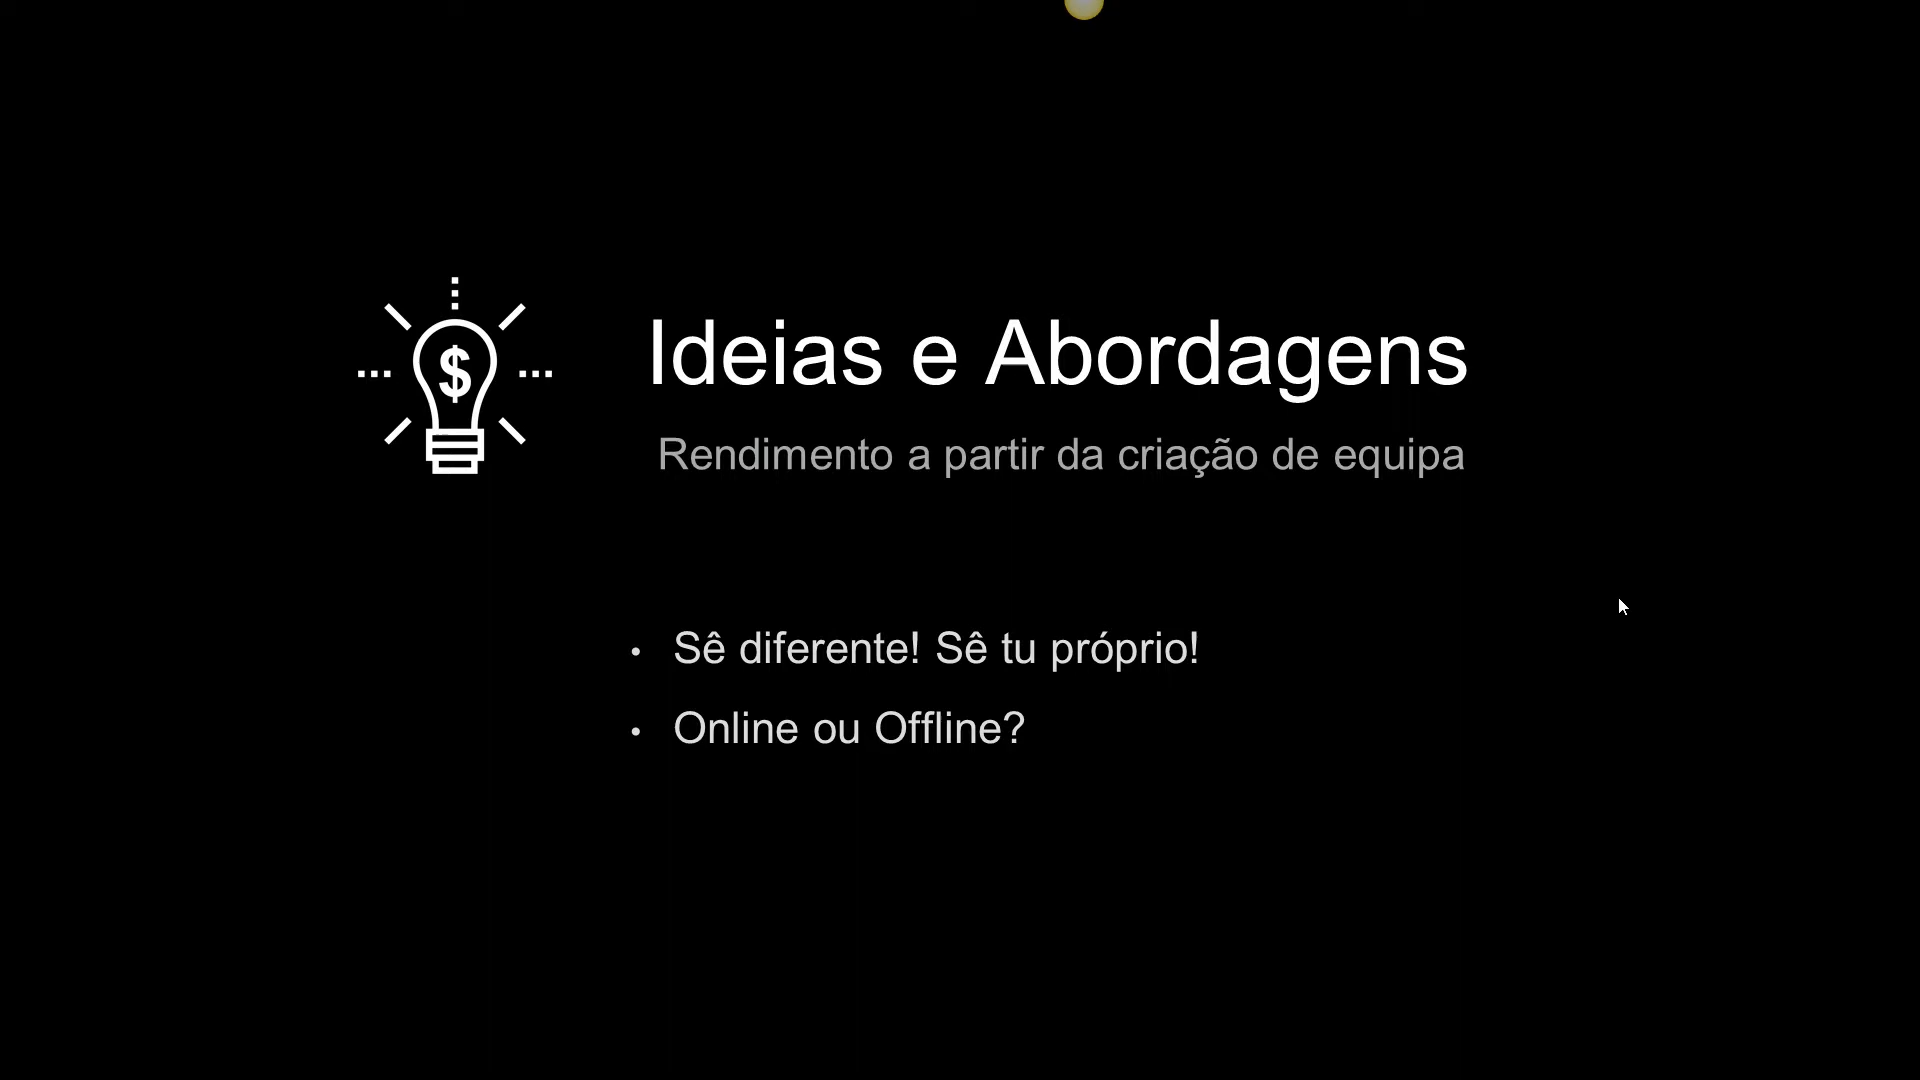 Ideias e Abordagens
Rendimento a partir da criação de equipa
• Sê diferente! Sê tu próprio!
• Online ou Offline?
$